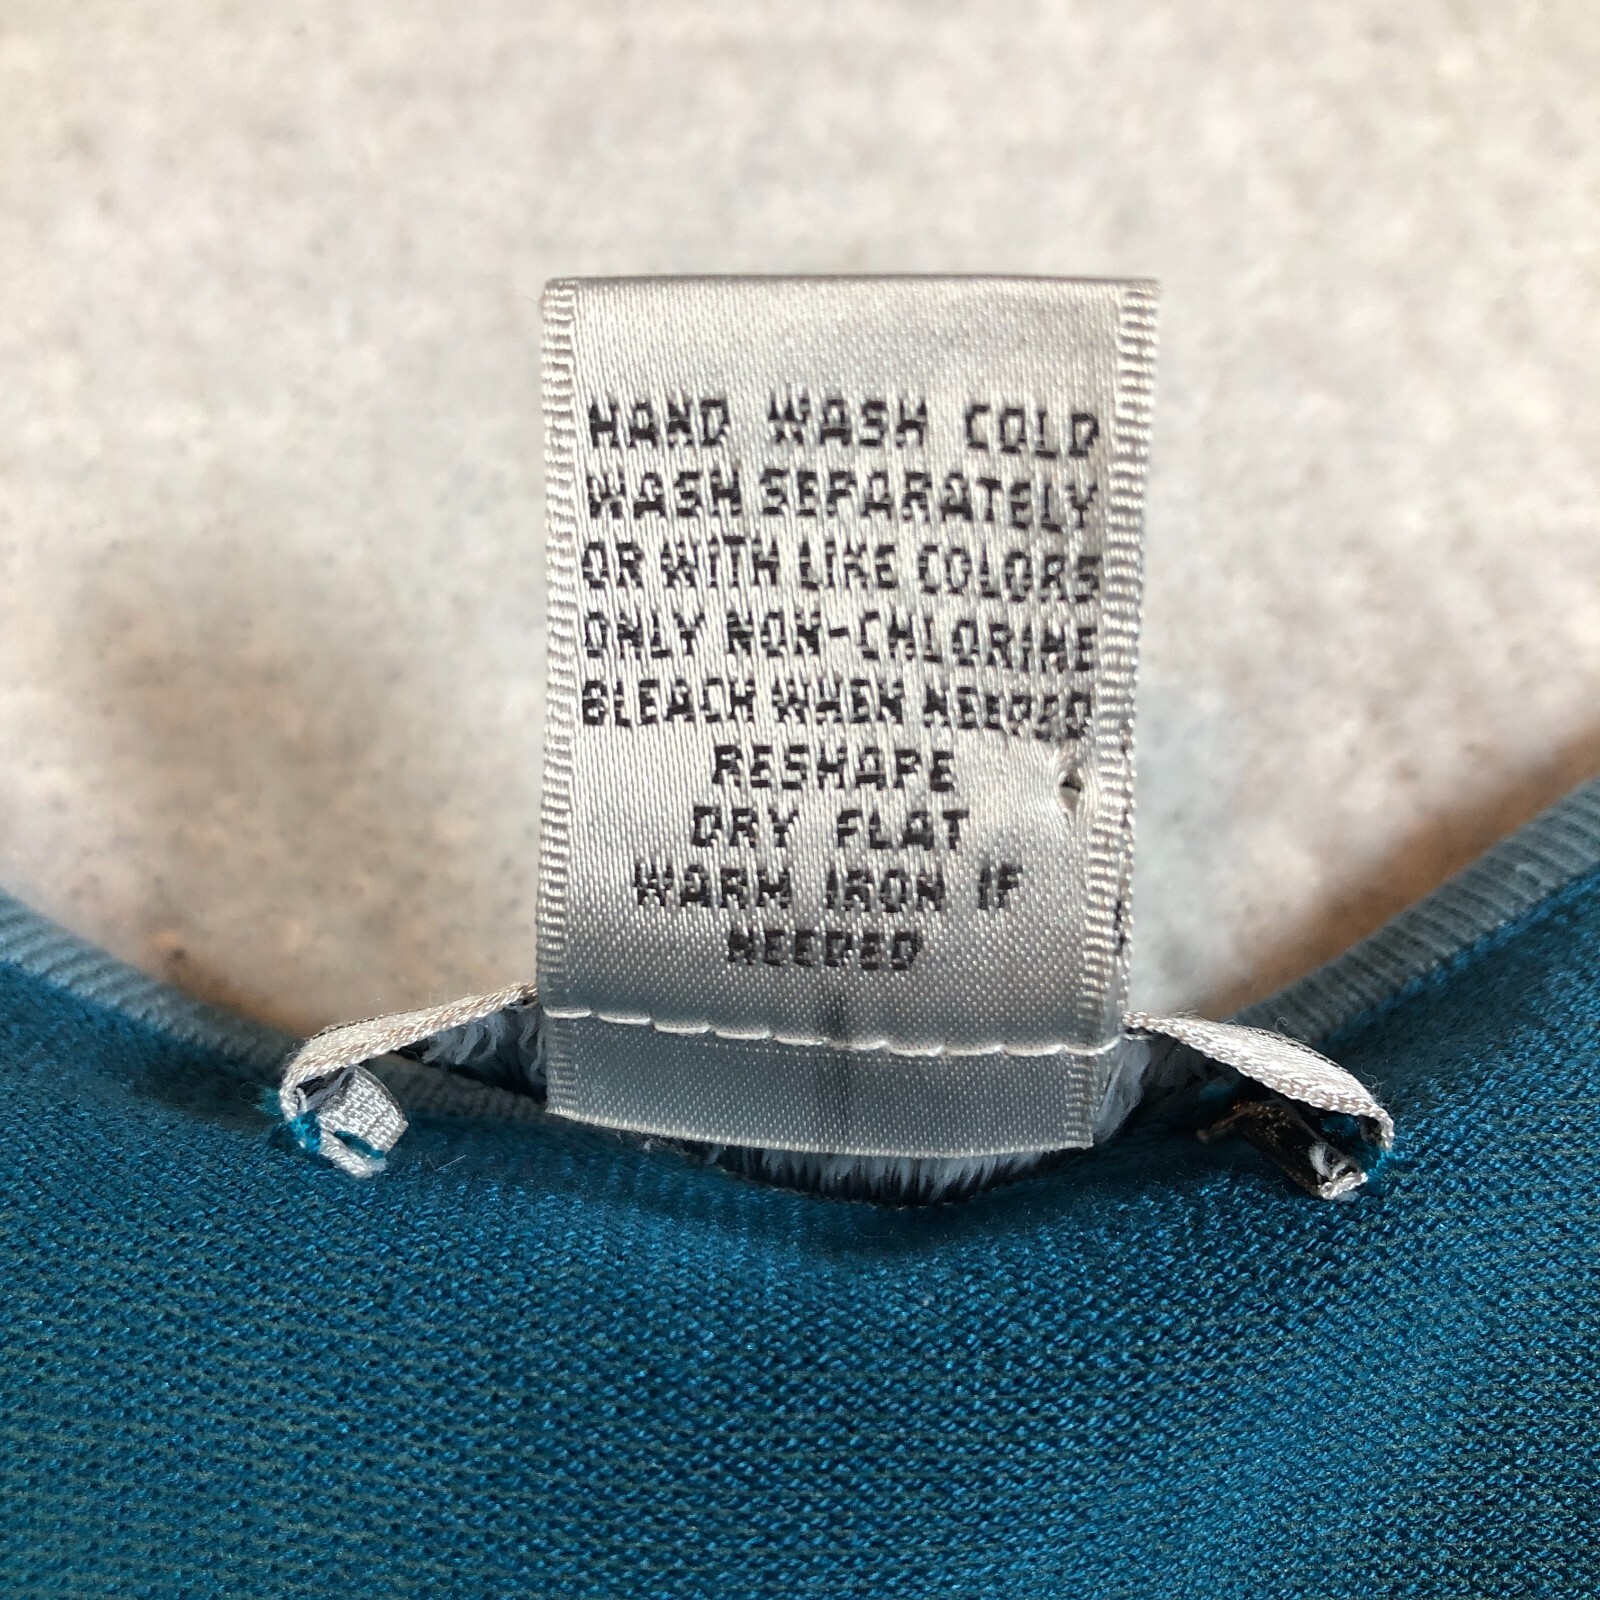 HAND WASH COLD
WASH SEPARATELY
OR WITH LIKE COLORS
ONLY NON-CHLORINE
BLEACH WHEN NEEDED
RESHAPE
DRY FLAT
WARM IRON IF
NEEDED